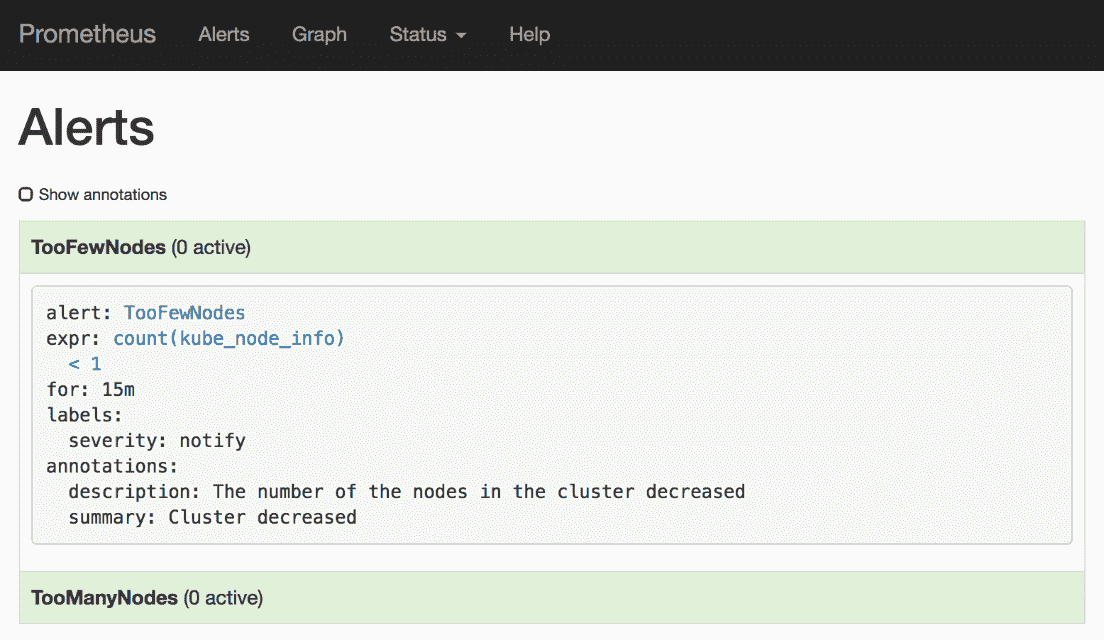 Prometheus Alerts Graph Status Help
Alerts
Show annotations
TooFewNodes (0 active)
alert: TooFewNodes
expr: count(kube_node_info)
  < 1
for: 15m
labels:
  severity: notify
annotations:
  description: The number of the nodes in the cluster decreased
  summary: Cluster decreased
TooManyNodes (0 active)